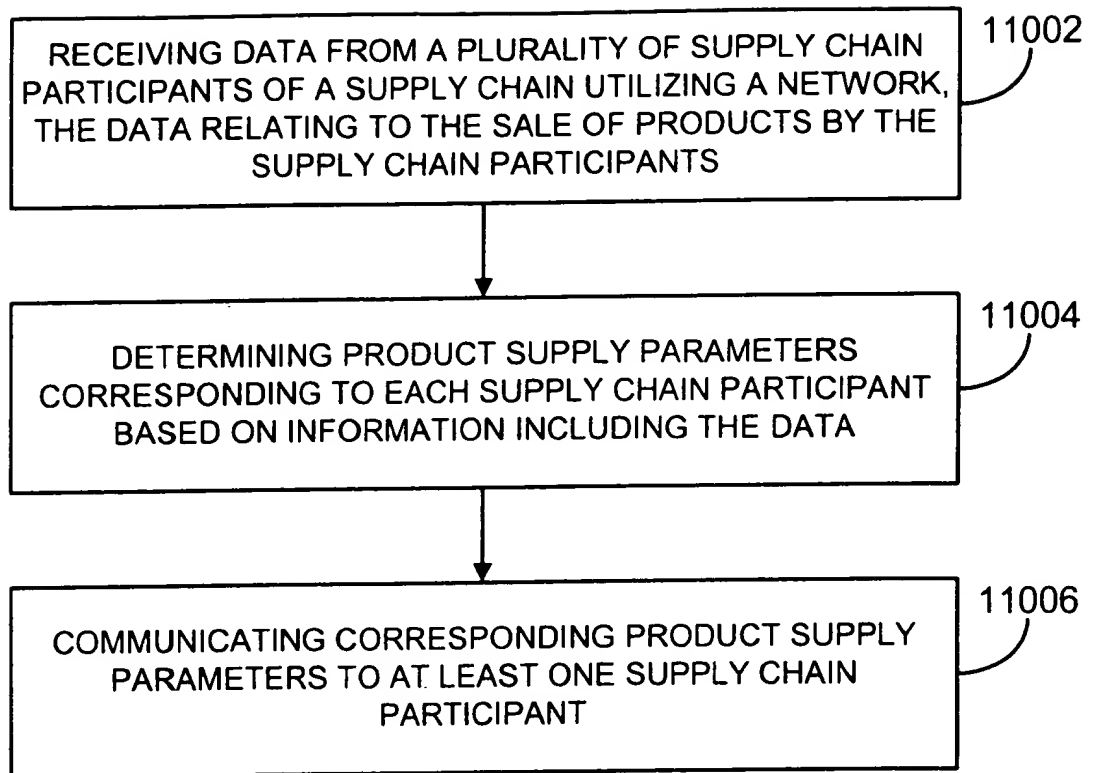 RECEIVING DATA FROM A PLURALITY OF SUPPLY CHAIN
PARTICIPANTS OF A SUPPLY CHAIN UTILIZING A NETWORK,
THE DATA RELATING TO THE SALE OF PRODUCTS BY THE
SUPPLY CHAIN PARTICIPANTS
11002
DETERMINING PRODUCT SUPPLY PARAMETERS
CORRESPONDING TO EACH SUPPLY CHAIN PARTICIPANT
BASED ON INFORMATION INCLUDING THE DATA
11004
COMMUNICATING CORRESPONDING PRODUCT SUPPLY
PARAMETERS TO AT LEAST ONE SUPPLY CHAIN
PARTICIPANT
11006